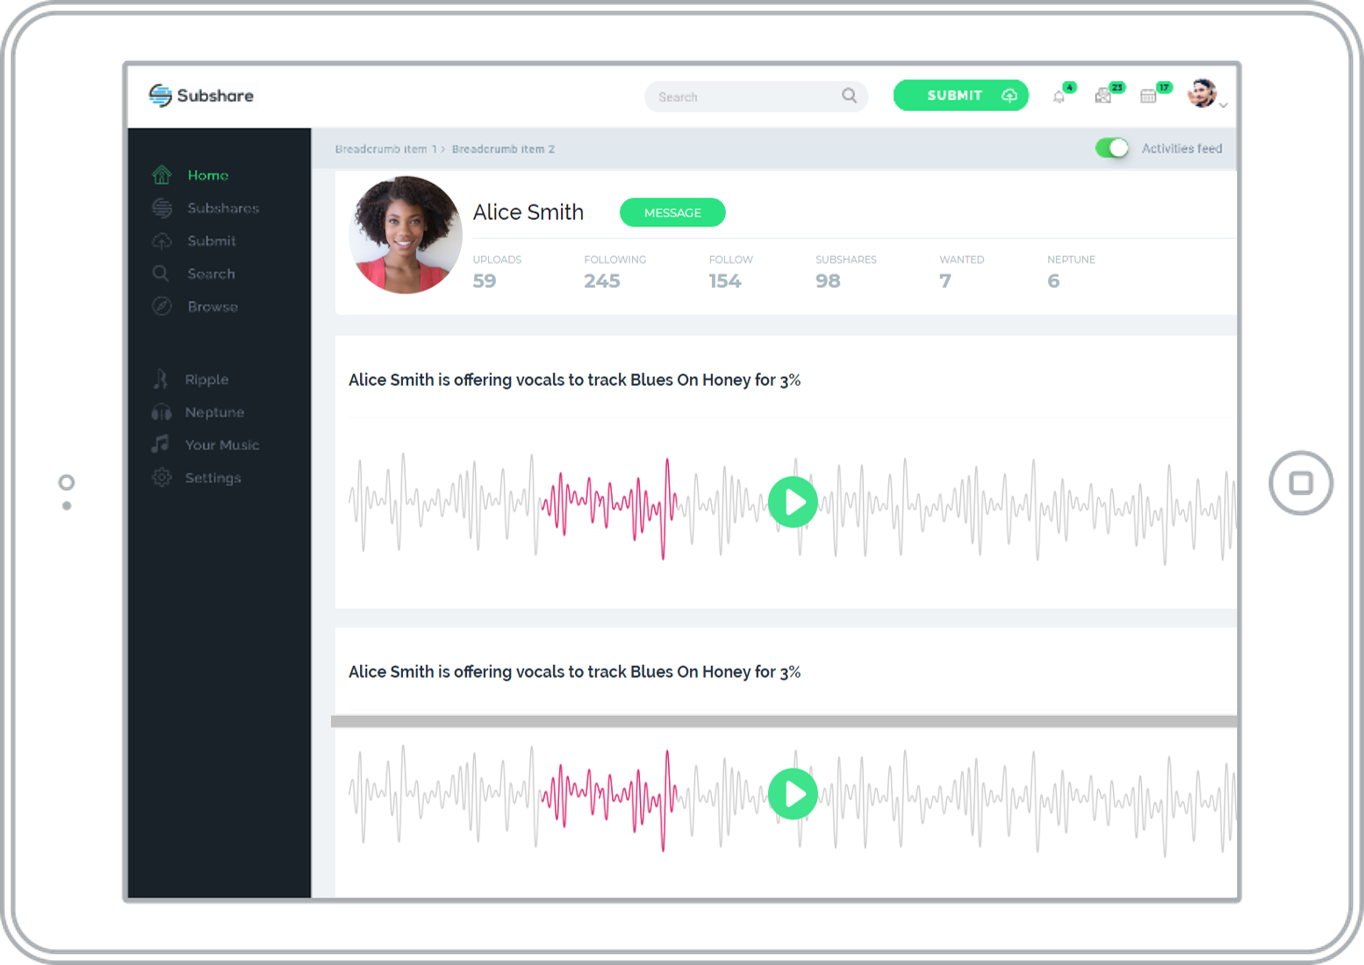 Subshare
Search
SUBMIT
4
23
17
Breadcrumb item 1 > Breadcrumb item 2
Activities feed
Home
Subshares
Submit
Search
Browse
Ripple
Neptune
Your Music
Settings
Alice Smith
MESSAGE
UPLOADS FOLLOWING FOLLOW SUBSHARES WANTED NEPTUNE
59 245 154 98 7 6
Alice Smith is offering vocals to track Blues On Honey for 3%
Alice Smith is offering vocals to track Blues On Honey for 3%